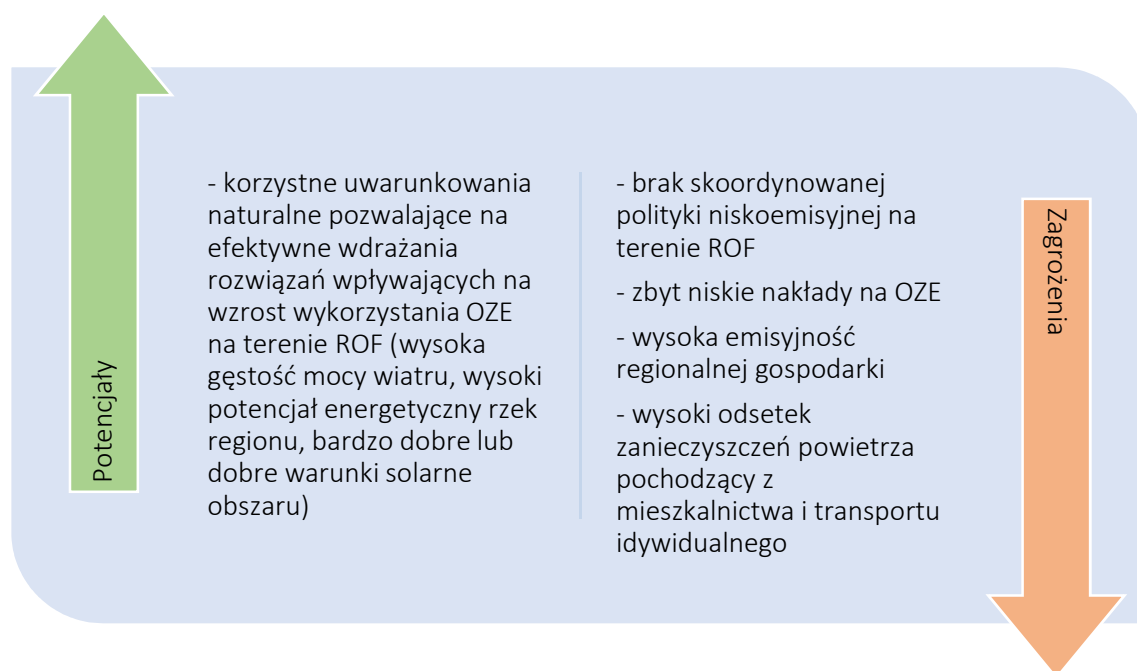 Potencjały
- korzystne uwarunkowania
naturalne pozwalające na
efektywne wdrażania
rozwiązań wpływających na
wzrost wykorzystania OZE
na terenie ROF (wysoka
gęstość mocy wiatru, wysoki
potencjał energetyczny rzek
regionu, bardzo dobre lub
dobre warunki solarne
obszaru)
- brak skoordynowanej
polityki niskoemisyjnej na
terenie ROF
- zbyt niskie nakłady na OZE
- wysoka emisyjność
regionalnej gospodarki
- wysoki odsetek
zanieczyszczeń powietrza
pochodzący z
mieszkalnictwa i transportu
idywidualnego
Zagrożenia